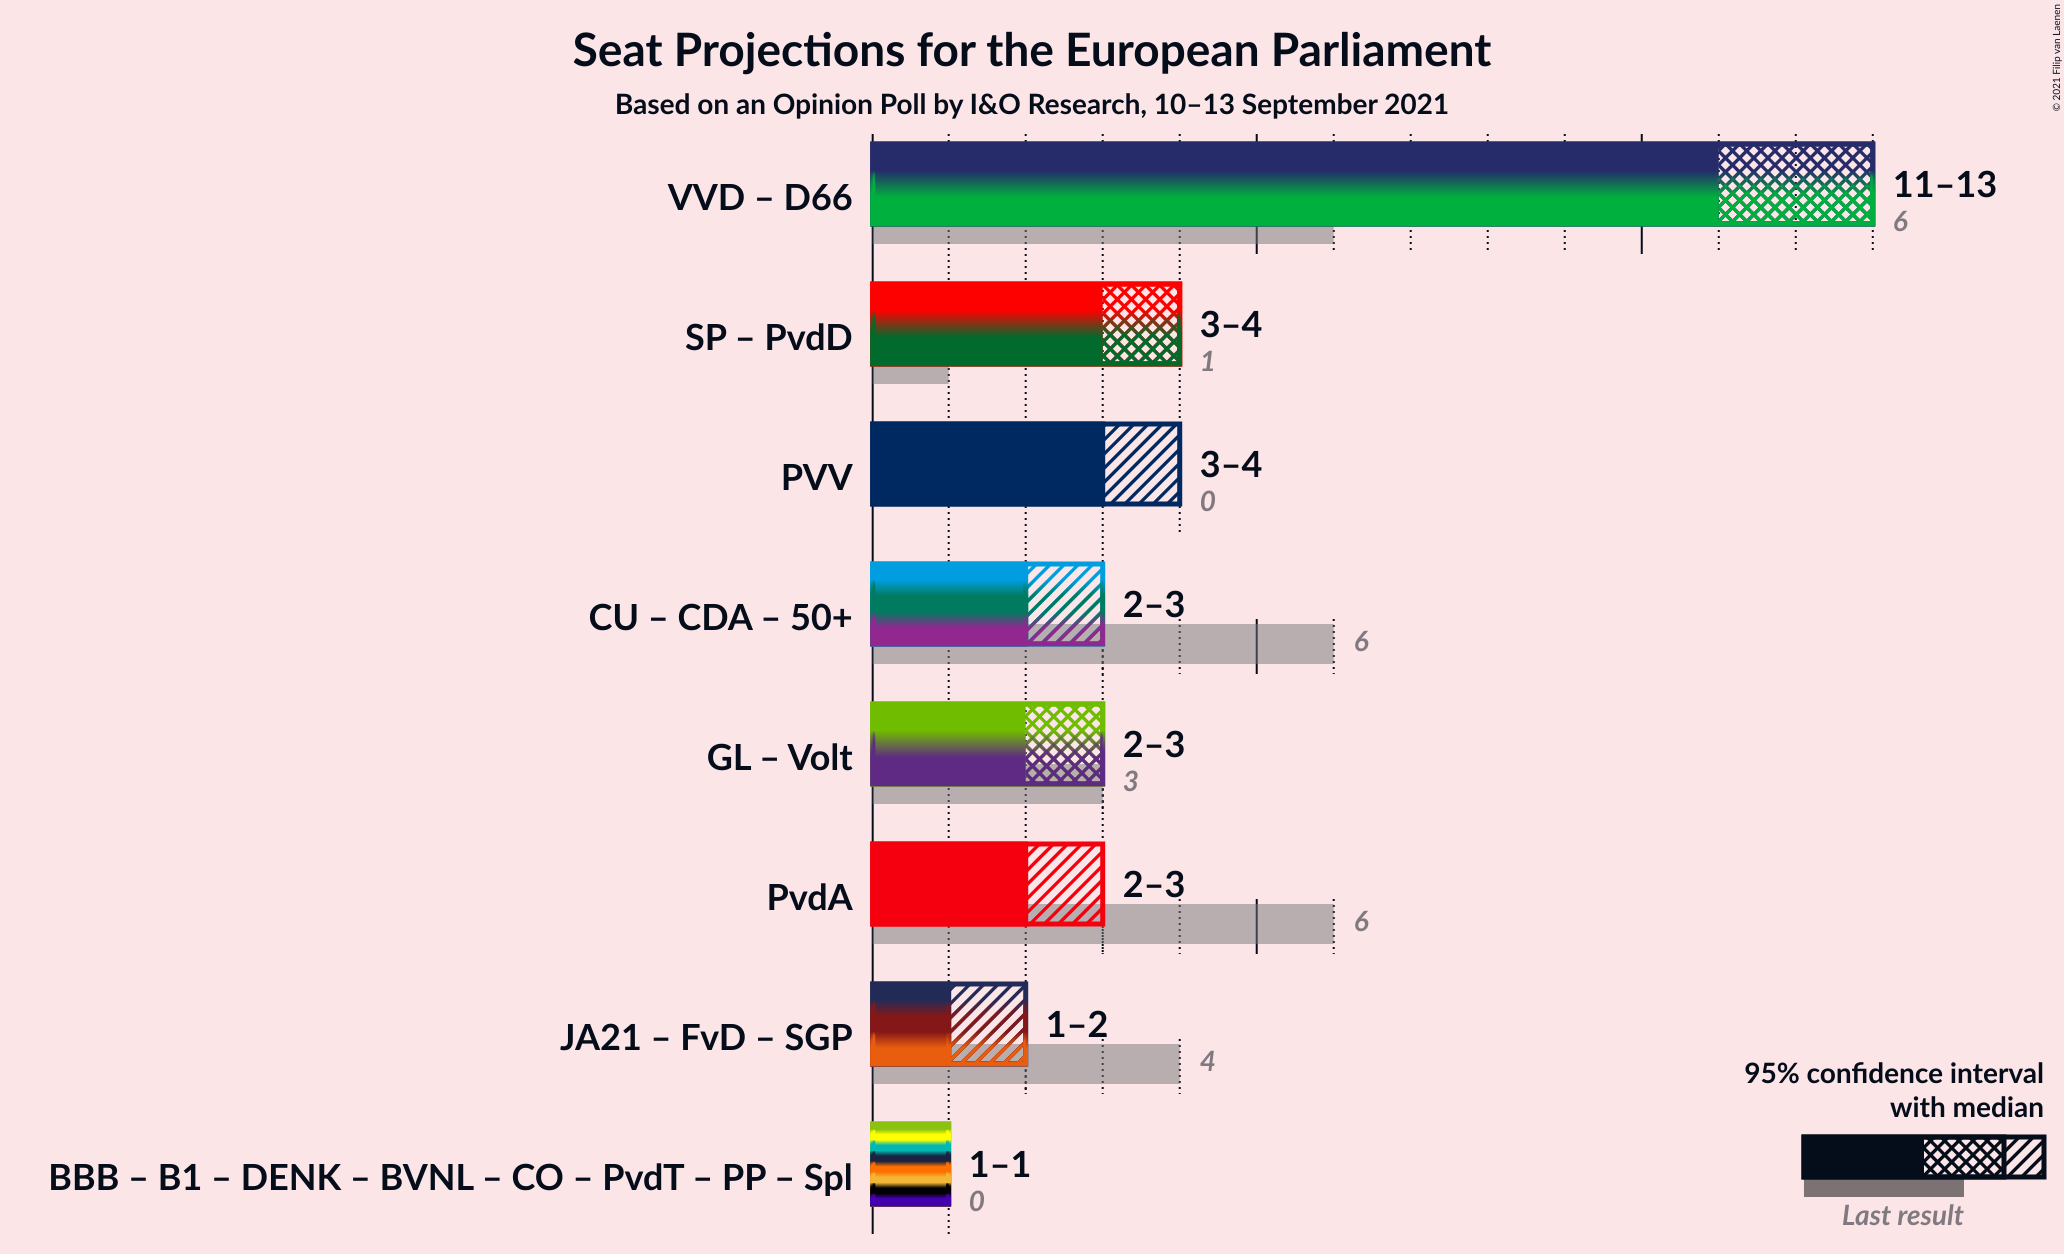 Seat Projections for the European Parliament
Based on an Opinion Poll by I&O Research, 10–13 September 2021
© 2021 Filip van Laenen
VVD – D66
11–13
6
SP – PvdD
3–4
1
PVV
3–4
0
CU – CDA – 50+
2–3
6
GL – Volt
2–3
3
PvdA
2–3
6
JA21 – FvD – SGP
1–2
4
BBB – B1 – DENK – BVNL – CO – PvdT – PP – Spl
1–1
0
95% confidence interval
with median
Last result